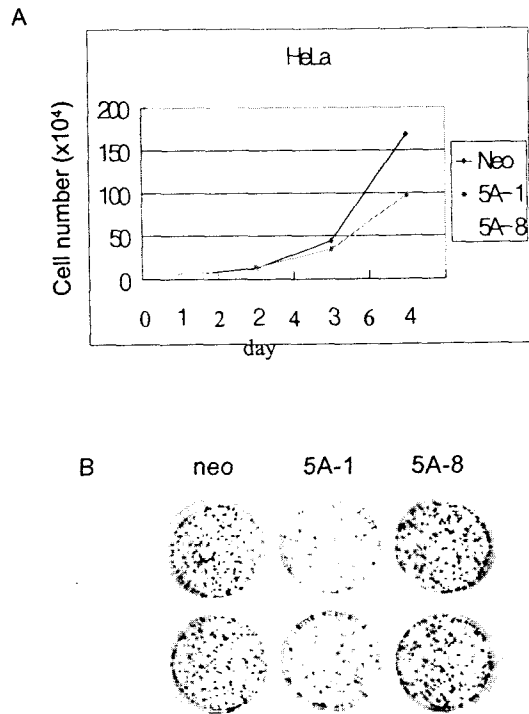 A
HeLa
Cell number (x10⁴)
200
150
100
50
0
Neo
5A-1
5A-8
0 1 2 2 4 3 6 4
day
B neo 5A-1 5A-8